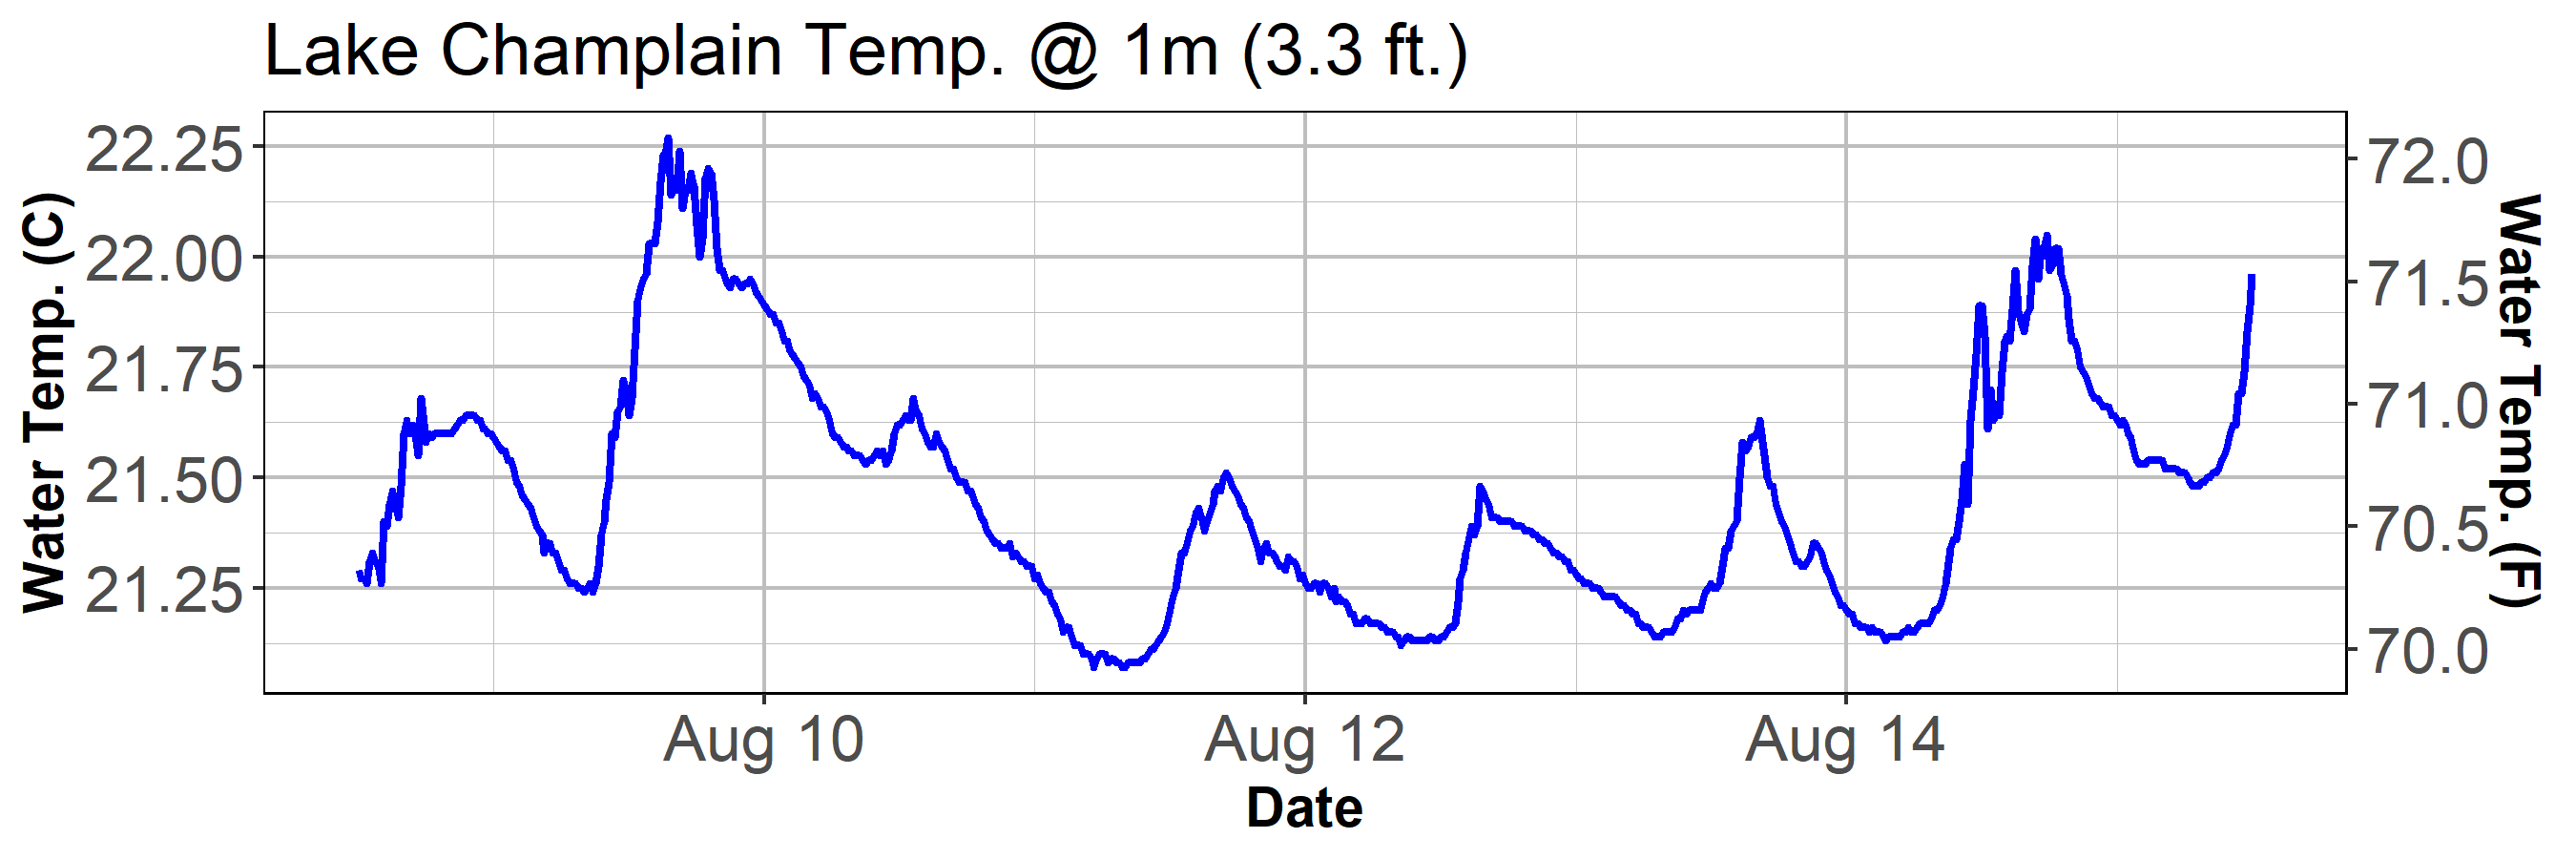 Lake Champlain Temp. @ 1m (3.3 ft.)
Water Temp. (C)
22.25
22.00
21.75
21.50
21.25
72.0
71.5
71.0
70.5
70.0
Water Temp. (F)
Aug 10
Aug 12
Aug 14
Date